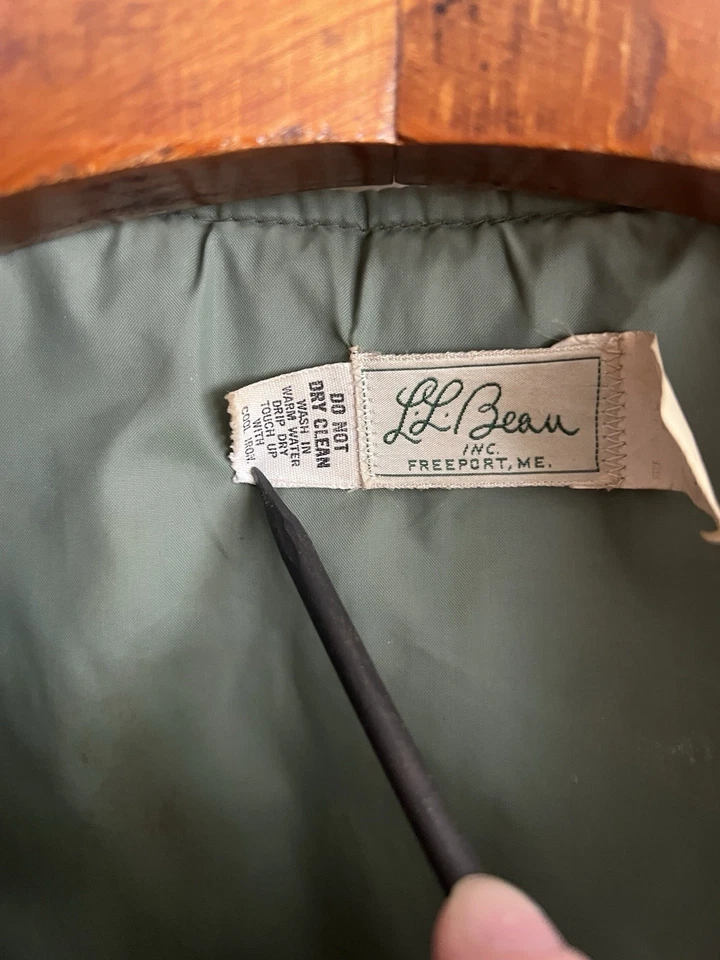 DO NOT
DRY CLEAN
WASH IN
WARM WATER
DRIP DRY
TOUCH UP
WITH
COOL IRON
L.L. Bean
INC.
FREEPORT, ME.